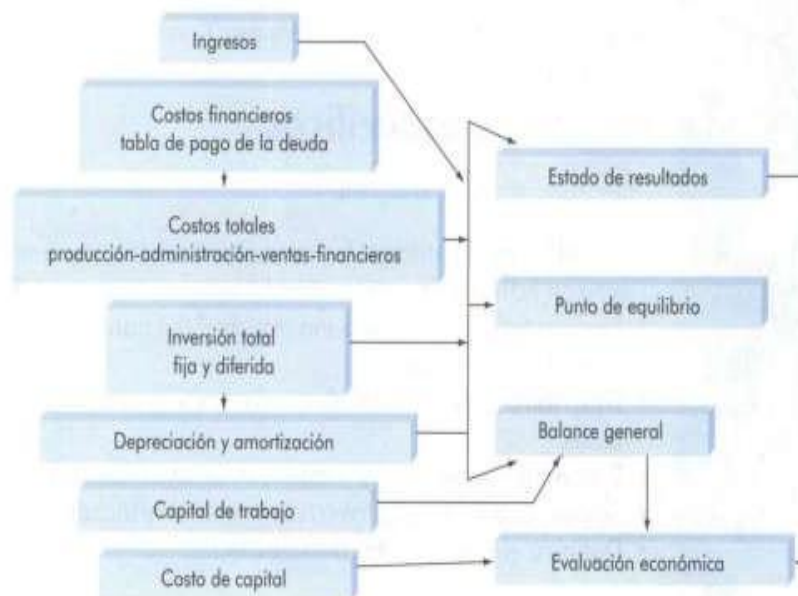 Ingresos
Costos financieros
tabla de pago de la deuda
Costos totales
producción-administración-ventas-financieros
Inversión total
fija y diferida
Depreciación y amortización
Capital de trabajo
Costo de capital
Estado de resultados
Punto de equilibrio
Balance general
Evaluación económica